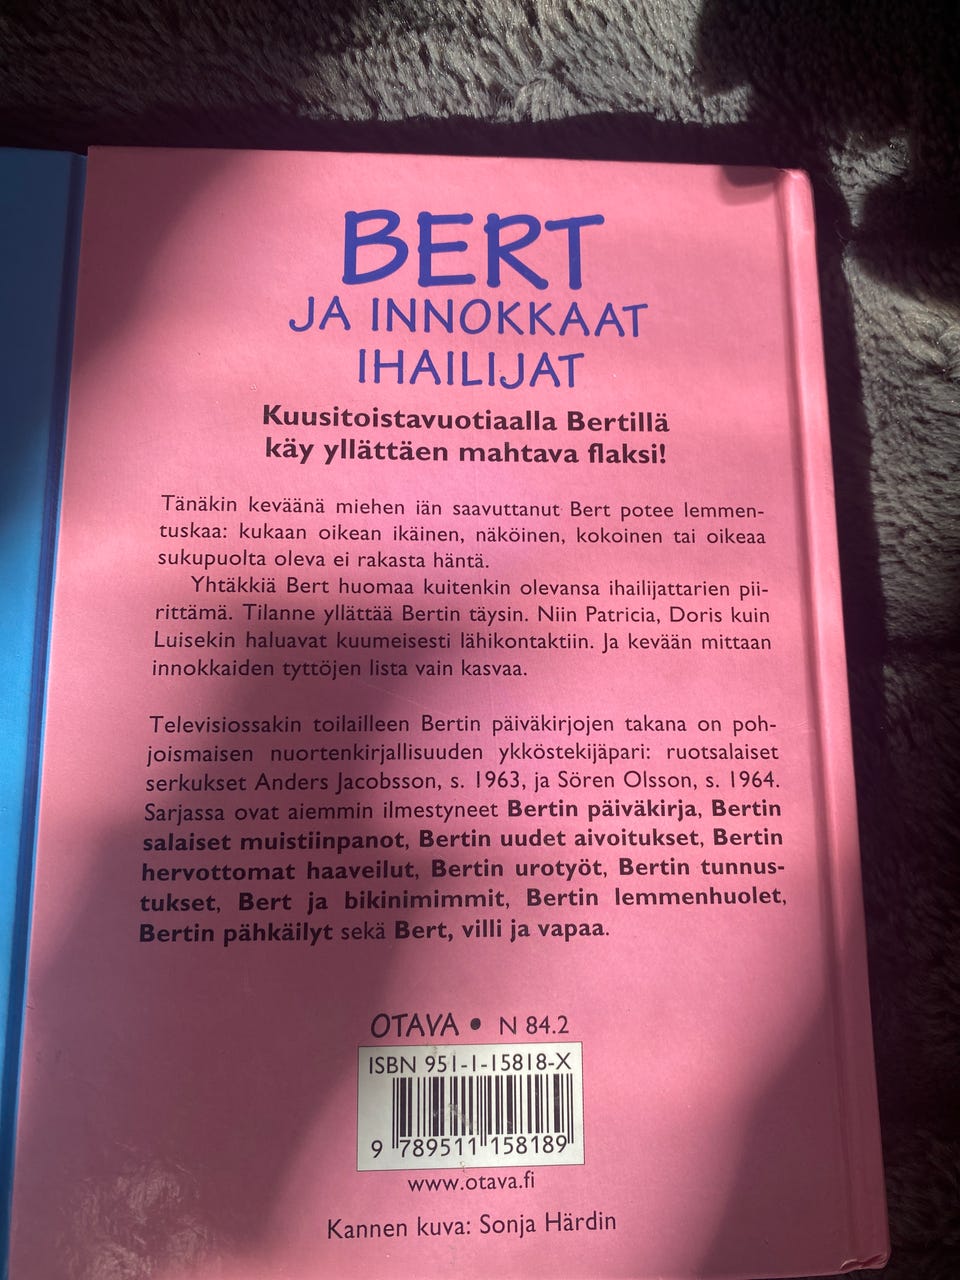 BERT
JA INNOKKAAT
IHAILIJAT
Kuusitoistavuotiaalla Bertillä
käy yllättäen mahtava flaksi!
Tänäkin keväänä miehen iän saavuttanut Bert potee lemmen-
tuskaa: kukaan oikean ikäinen, näköinen, kokoinen tai oikeaa
sukupuolta oleva ei rakasta häntä.
Yhtäkkiä Bert huomaa kuitenkin olevansa ihailijattarien pii-
rittämä. Tilanne yllättää Bertin täysin. Niin Patricia, Doris kuin
Luisekin haluavat kuumeisesti lähikontaktiin. Ja kevään mittaan
innokkaiden tyttöjen lista vain kasvaa.
Televisiossakin toilailleen Bertin päiväkirjojen takana on poh-
joismaisen nuortenkirjallisuuden ykköstekijäpari: ruotsalaiset
serkukset Anders Jacobsson, s. 1963, ja Sören Olsson, s. 1964.
Sarjassa ovat aiemmin ilmestyneet Bertin päiväkirja, Bertin
salaiset muistiinpanot, Bertin uudet aivoitukset, Bertin
hervottomat haaveilut, Bertin urotyöt, Bertin tunnus-
tukset, Bert ja bikinimimmit, Bertin lemmenhuolet,
Bertin pähkäilyt sekä Bert, villi ja vapaa.
OTAVA • N 84.2
ISBN 951-1-15818-X
9 789511 158189
www.otava.fi
Kannen kuva: Sonja Härdin